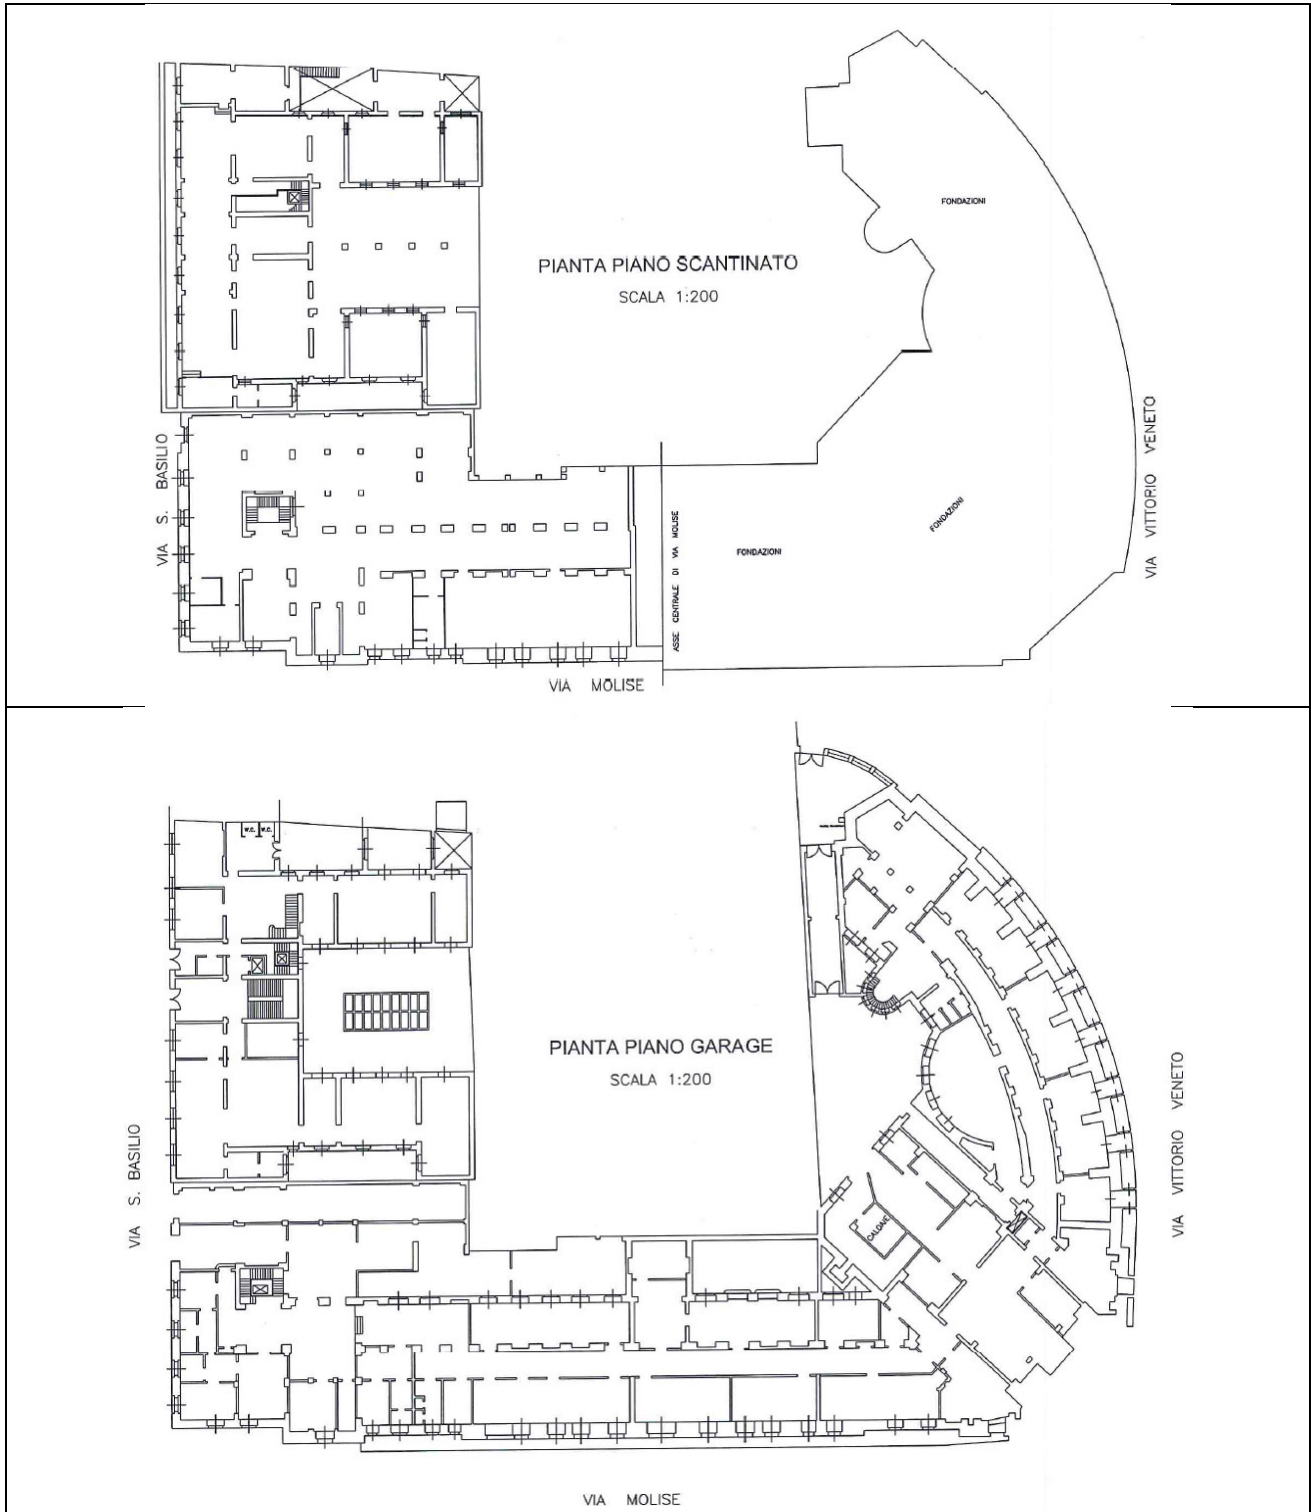 FONDAZIONI
PIANTA PIANO SCANTINATO
SCALA 1:200
VIA S. BASILIO
VIA VITTORIO VENETO
FONDAZIONI
FONDAZIONI
ASSE CENTRALE DI VIA MOLISE
VIA MOLISE
W.C. W.C.
PIANTA PIANO GARAGE
SCALA 1:200
VIA S. BASILIO
VIA VITTORIO VENETO
CALDAIE
VIA MOLISE